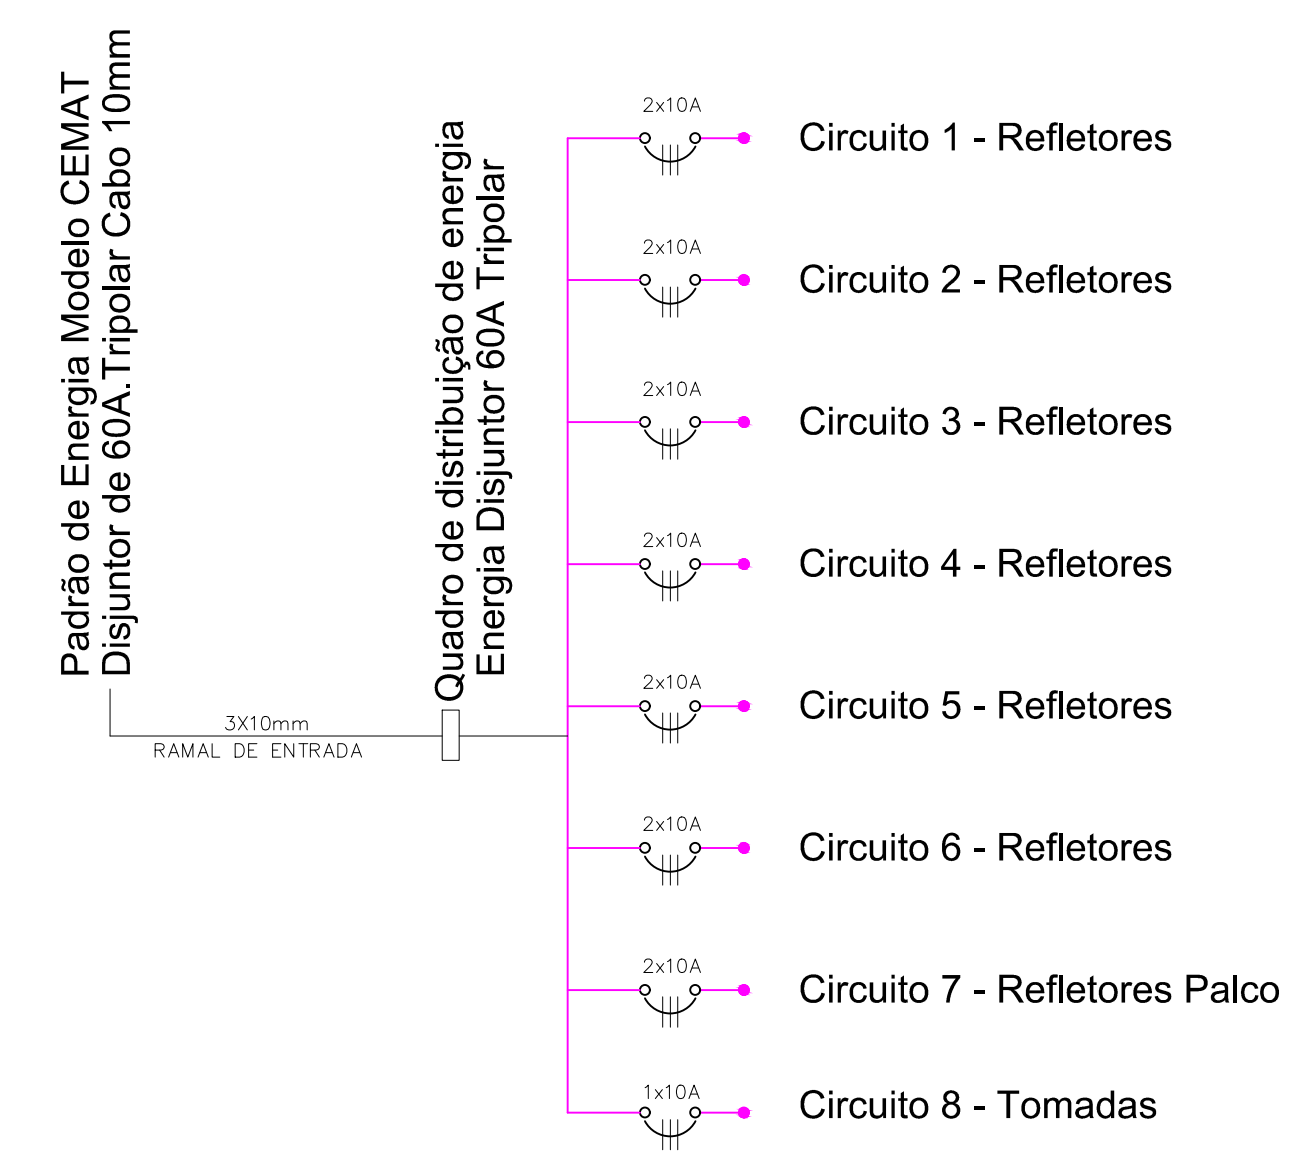 Padrão de Energia Modelo CEMAT
Disjuntor de 60A.Tripolar Cabo 10mm
3X10mm
RAMAL DE ENTRADA
Quadro de distribuição de energia
Energia Disjuntor 60A Tripolar
2x10A
Circuito 1 - Refletores
2x10A
Circuito 2 - Refletores
2x10A
Circuito 3 - Refletores
2x10A
Circuito 4 - Refletores
2x10A
Circuito 5 - Refletores
2x10A
Circuito 6 - Refletores
2x10A
Circuito 7 - Refletores Palco
1x10A
Circuito 8 - Tomadas